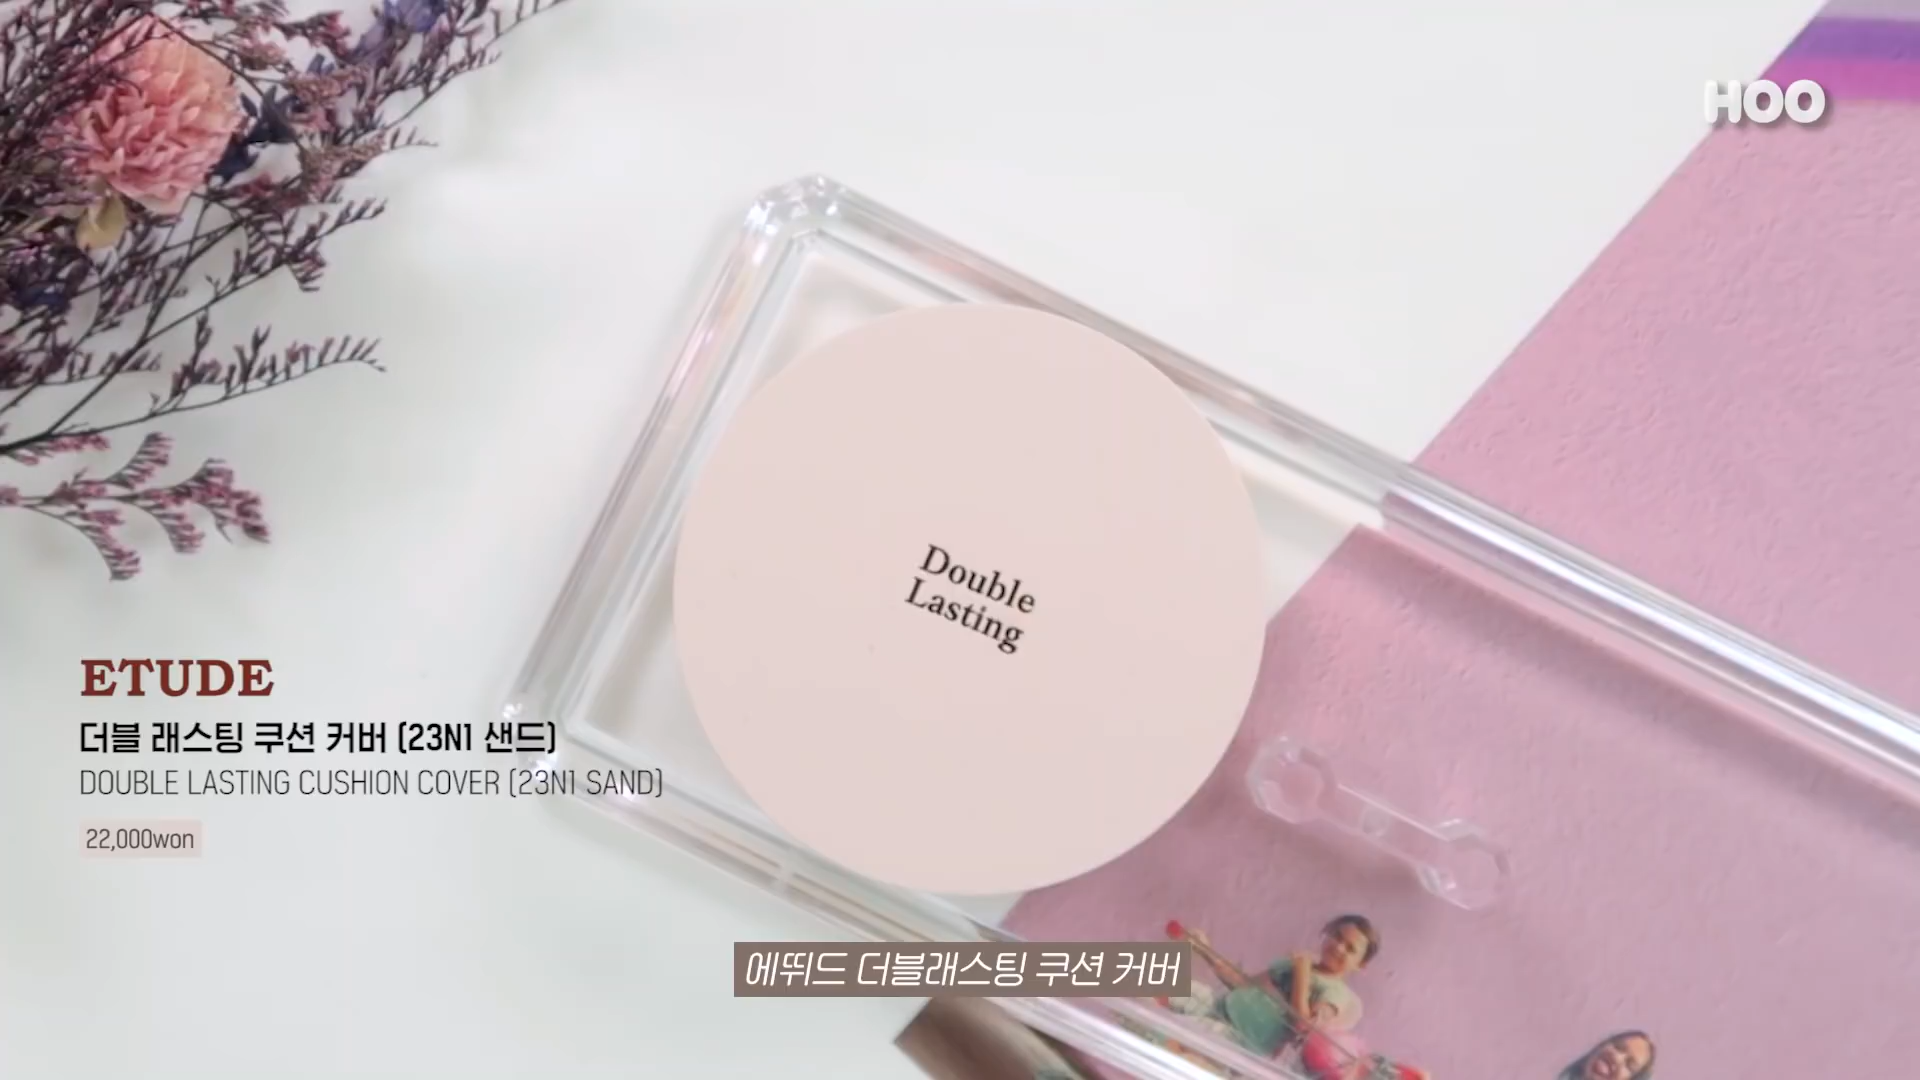 HOO
Double
Lasting
ETUDE
더블 래스팅 쿠션 커버 (23N1 샌드)
DOUBLE LASTING CUSHION COVER (23N1 SAND)
22,000won
에뛰드 더블래스팅 쿠션 커버